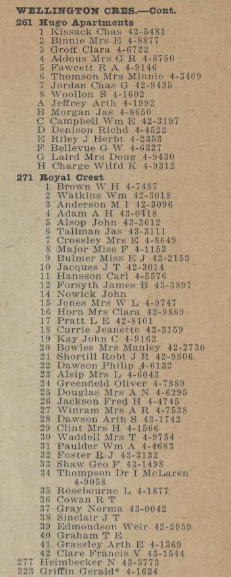 WELLINGTON CRES.—Cont.
261 Hugo Apartments
1 Kissack Chas 42-5481
2 Binnie Mrs E 4-8877
3 Groff Clara 4-6722
4 Aldous Mrs G R 4-8750
5 Fawcett R A 4-9146
6 Thomson Mrs Minnie 4-3409
7 Jordan Chas G 42-9435
8 Woollon S 4-1602
A Jeffrey Arth 4-1992
B Morgan Jas 4-8650
C Campbell Wm E 42-3197
D Denison Richd 4-4522
E Riley J Herbt 4-2353
F Bellevue G W 4-6327
G Laird Mrs Doug 4-9430
H Charge Wilfd K 4-9312
271 Royal Crest
1 Brown W H 4-7487
2 Watkins Wm 42-3018
3 Anderson M I 42-3096
4 Adam A H 43-0418
5 Alsop John 43-3612
6 Tallman Jas 43-3111
7 Crossley Mrs E 4-8649
8 Major Miss F 4-1153
9 Bulmer Miss E J 43-2153
10 Jacques J T 42-3014
11 Hansson Carl 4-5576
12 Forsyth James B 43-3897
14 Nowick John
15 Jones Mrs W L 4-9747
16 Horn Mrs Clara 42-9869
17 Pratt L E 42-8101
18 Currie Jeanette 43-3159
19 Kay John C 4-9162
20 Bowles Mrs Manley 42-2730
21 Shortill Robt J R 42-9806
22 Dawson Philip 4-6132
23 Alsip Mrs L 4-6043
24 Greenfield Oliver 4-7889
25 Douglas Mrs A N 4-6295
26 Jackson Fred H 4-4745
27 Winram Mrs A R 4-7538
28 Dawson Arth S 43-1742
29 Clint Mrs H 4-1566
30 Waddell Mrs T 4-9754
31 Paulder Wm A 4-4683
32 Foster E J 43-3132
33 Shaw Geo F 43-1498
34 Thompson Dr I McLaren
4-9058
35 Rosebourne L 4-1877
36 Cowan R T
37 Gray Norma 43-0042
38 Sinclair J T
39 Edmondson Weir 42-2959
40 Graham T E
41 Grassley Arth E 4-1369
42 Clare Francis V 43-1544
277 Heimbecker N 43-3773
323 Griffin Gerald* 4-1624